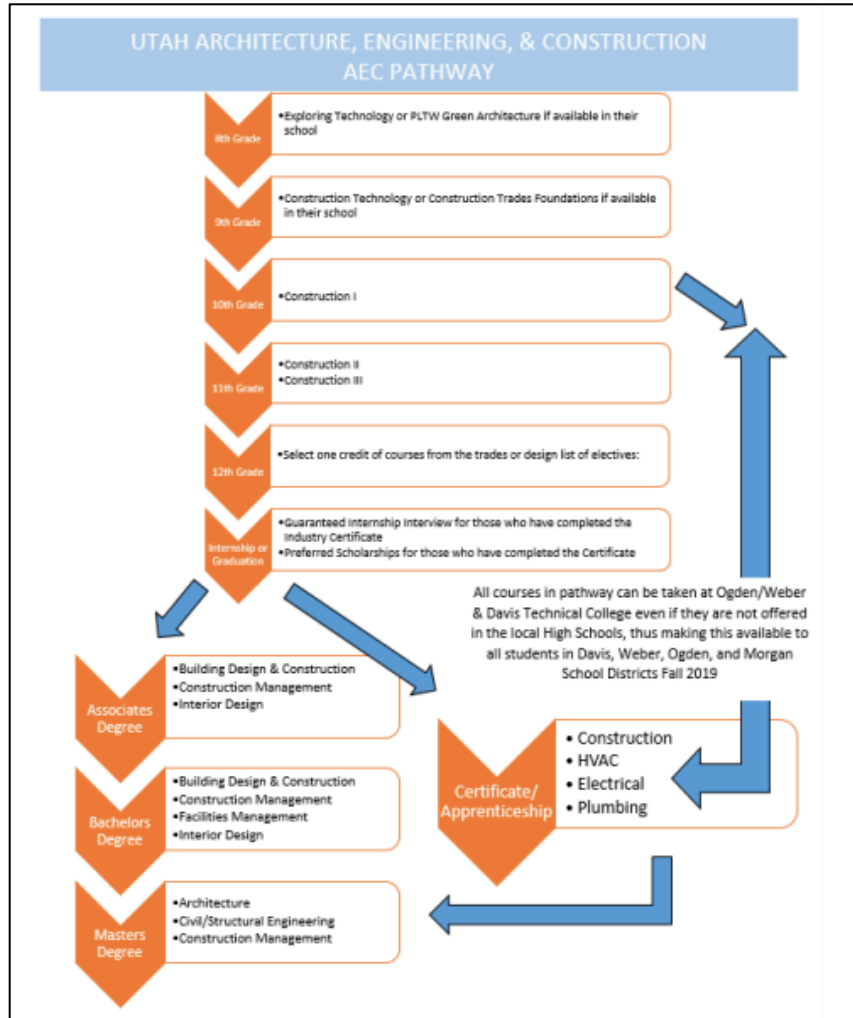 UTAH ARCHITECTURE, ENGINEERING, & CONSTRUCTION
AEC PATHWAY
8th Grade
•Exploring Technology or PLTW Green Architecture if available in their
school
9th Grade
•Construction Technology or Construction Trades Foundations if available
in their school
10th Grade
•Construction I
11th Grade
•Construction II
•Construction III
12th Grade
•Select one credit of courses from the trades or design list of electives:
Internship or
Graduation
•Guaranteed Internship Interview for those who have completed the
Industry Certificate
•Preferred Scholarships for those who have completed the Certificate
All courses in pathway can be taken at Ogden/Weber
& Davis Technical College even if they are not offered
in the local High Schools, thus making this available to
all students in Davis, Weber, Ogden, and Morgan
School Districts Fall 2019
Associates
Degree
•Building Design & Construction
•Construction Management
•Interior Design
Certificate/
Apprenticeship
• Construction
• HVAC
• Electrical
• Plumbing
Bachelors
Degree
•Building Design & Construction
•Construction Management
•Facilities Management
•Interior Design
Masters
Degree
•Architecture
•Civil/Structural Engineering
•Construction Management